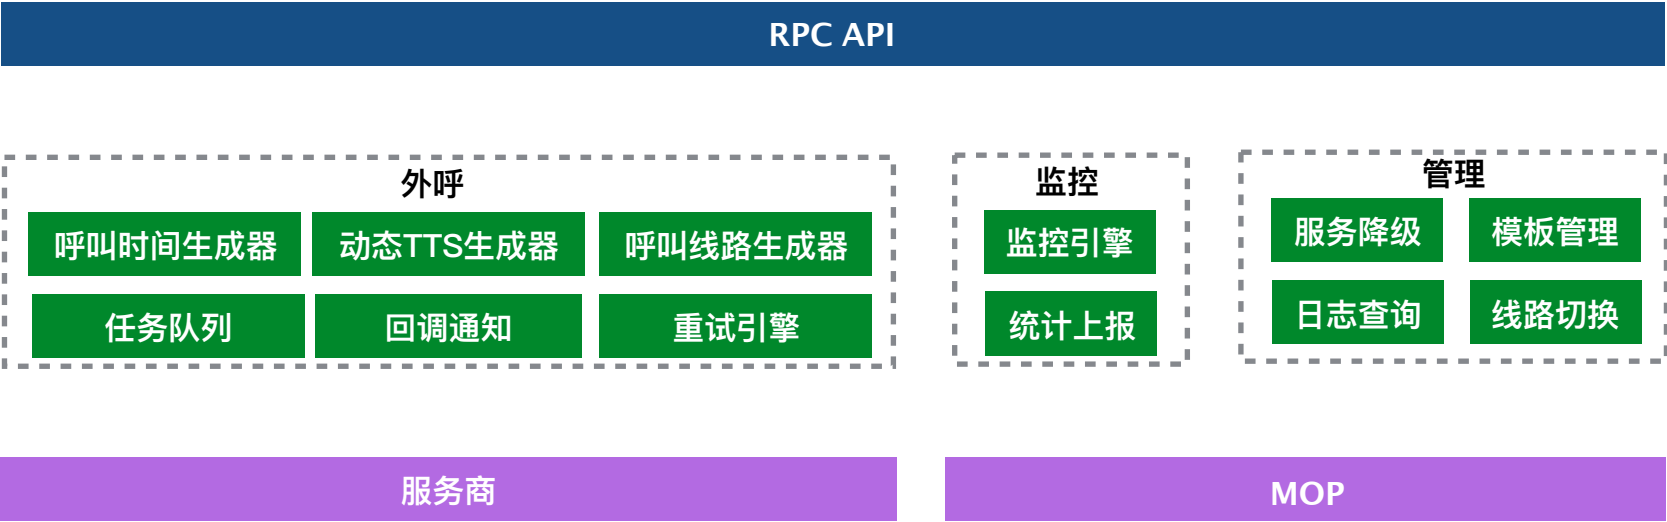 RPC API
外呼
呼叫时间生成器
动态TTS生成器
呼叫线路生成器
任务队列
回调通知
重试引擎
监控
监控引擎
统计上报
管理
服务降级
模板管理
日志查询
线路切换
服务商
MOP